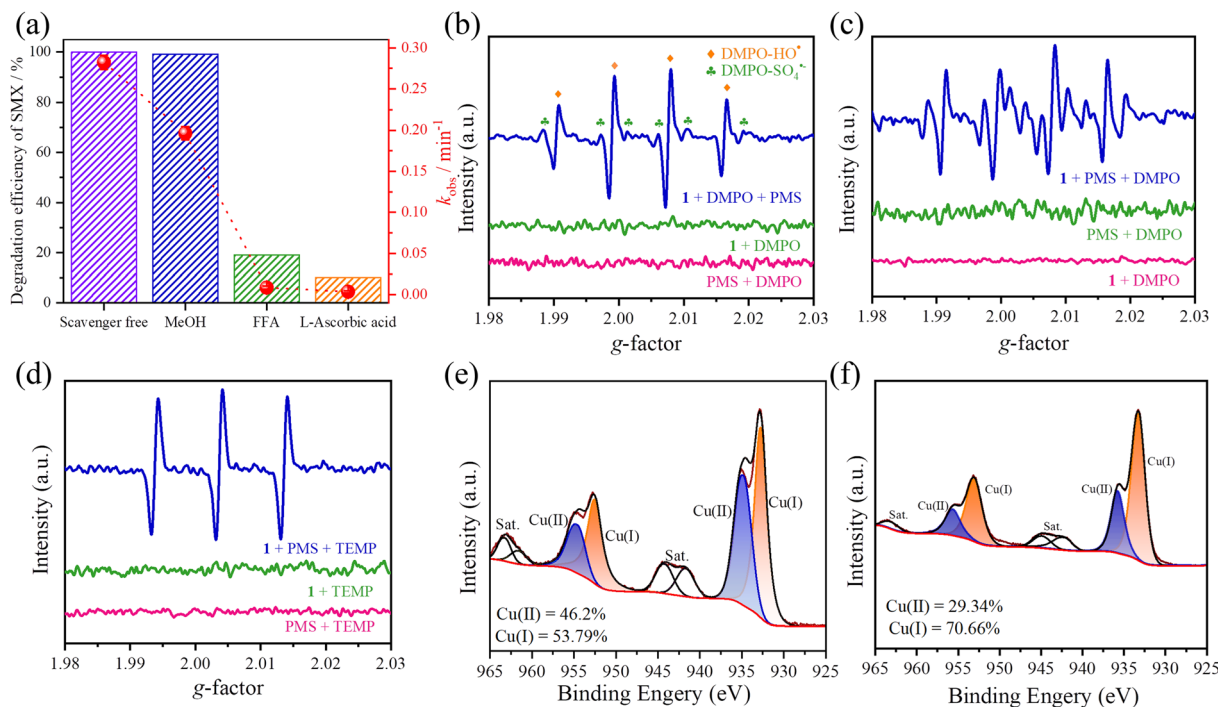 (a)
Degradation efficiency of SMX / %
100
80
60
40
20
0
0.30
0.25
0.20
0.15
0.10
0.05
0.00
k_obs / min⁻¹
Scavenger free MeOH FFA L-Ascorbic acid
(b)
♦ DMPO-HO•
♣ DMPO-SO₄•-
Intensity (a.u.)
1 + DMPO + PMS
1 + DMPO
PMS + DMPO
1.98 1.99 2.00 2.01 2.02 2.03
g-factor
(c)
Intensity (a.u.)
1 + PMS + DMPO
PMS + DMPO
1 + DMPO
1.98 1.99 2.00 2.01 2.02 2.03
g-factor
(d)
Intensity (a.u.)
1 + PMS + TEMP
1 + TEMP
PMS + TEMP
1.98 1.99 2.00 2.01 2.02 2.03
g-factor
(e)
Intensity (a.u.)
Sat.
Cu(II)
Cu(I)
Sat.
Cu(II)
Cu(I)
Cu(II) = 46.2%
Cu(I) = 53.79%
965 960 955 950 945 940 935 930 925
Binding Engery (eV)
(f)
Intensity (a.u.)
Sat.
Cu(II)
Cu(I)
Sat.
Cu(II)
Cu(I)
Cu(II) = 29.34%
Cu(I) = 70.66%
965 960 955 950 945 940 935 930 925
Binding Engery (eV)